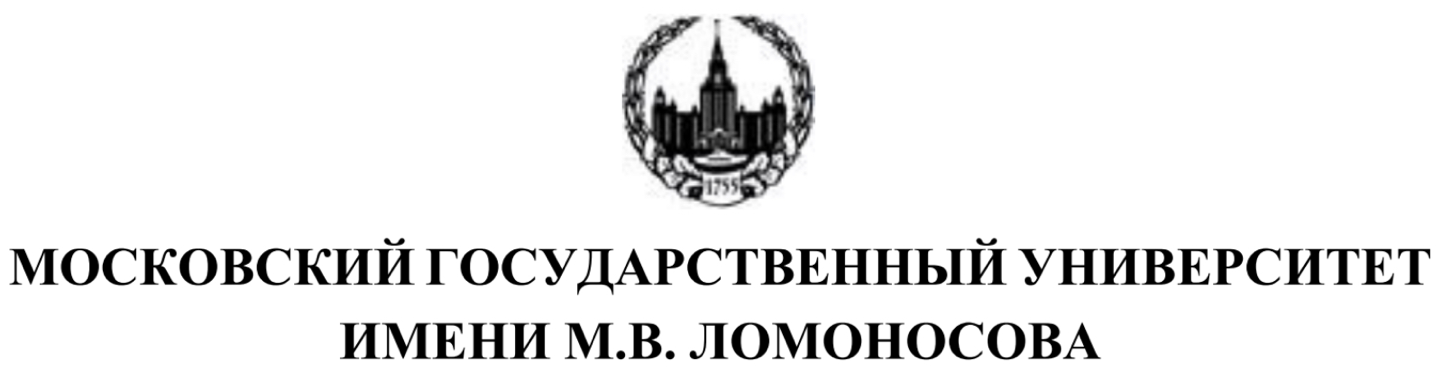 1755
МОСКОВСКИЙ ГОСУДАРСТВЕННЫЙ УНИВЕРСИТЕТ
ИМЕНИ М.В. ЛОМОНОСОВА